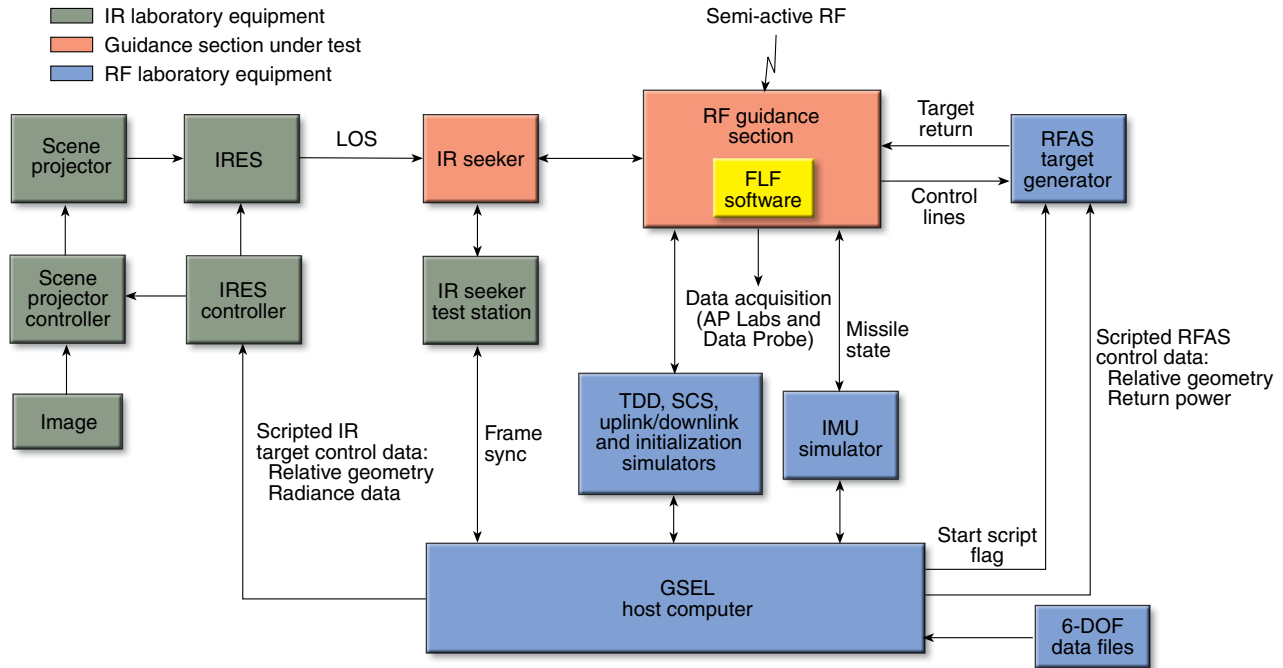 IR laboratory equipment
Guidance section under test
RF laboratory equipment
Semi-active RF
Scene
projector
IRES
LOS
IR seeker
RF guidance
section
FLF
software
Target
return
Control
lines
RFAS
target
generator
Scene
projector
controller
IRES
controller
IR seeker
test station
Data acquisition
(AP Labs and
Data Probe)
Missile
state
Scripted RFAS
control data:
Relative geometry
Return power
Image
Scripted IR
target control data:
Relative geometry
Radiance data
Frame
sync
TDD, SCS,
uplink/downlink
and initialization
simulators
IMU
simulator
Start script
flag
GSEL
host computer
6-DOF
data files